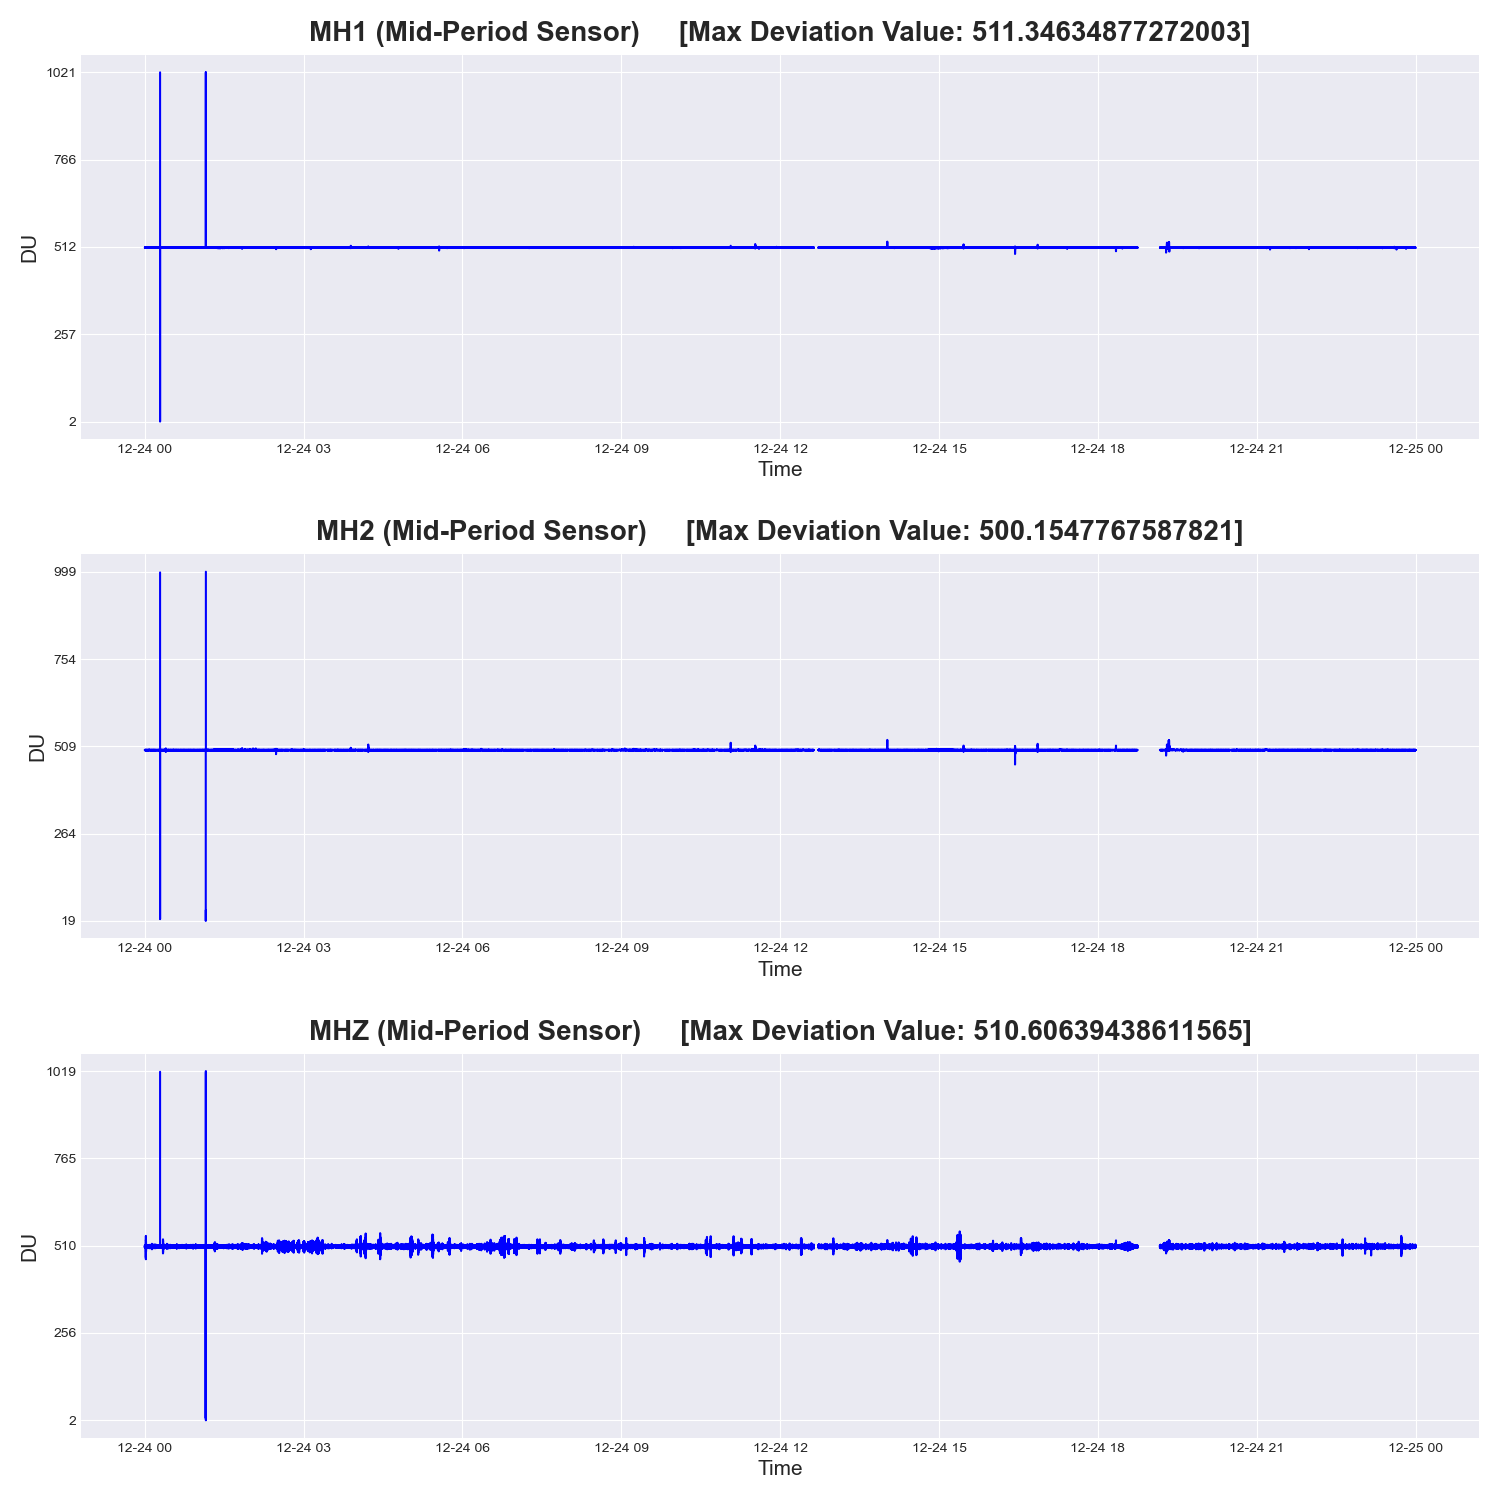 MH1 (Mid-Period Sensor) [Max Deviation Value: 511.34634877272003]
1021
766
512
257
2
DU
12-24 00 12-24 03 12-24 06 12-24 09 12-24 12 12-24 15 12-24 18 12-24 21 12-25 00
Time
MH2 (Mid-Period Sensor) [Max Deviation Value: 500.1547767587821]
999
754
509
264
19
DU
12-24 00 12-24 03 12-24 06 12-24 09 12-24 12 12-24 15 12-24 18 12-24 21 12-25 00
Time
MHZ (Mid-Period Sensor) [Max Deviation Value: 510.60639438611565]
1019
765
510
256
2
DU
12-24 00 12-24 03 12-24 06 12-24 09 12-24 12 12-24 15 12-24 18 12-24 21 12-25 00
Time